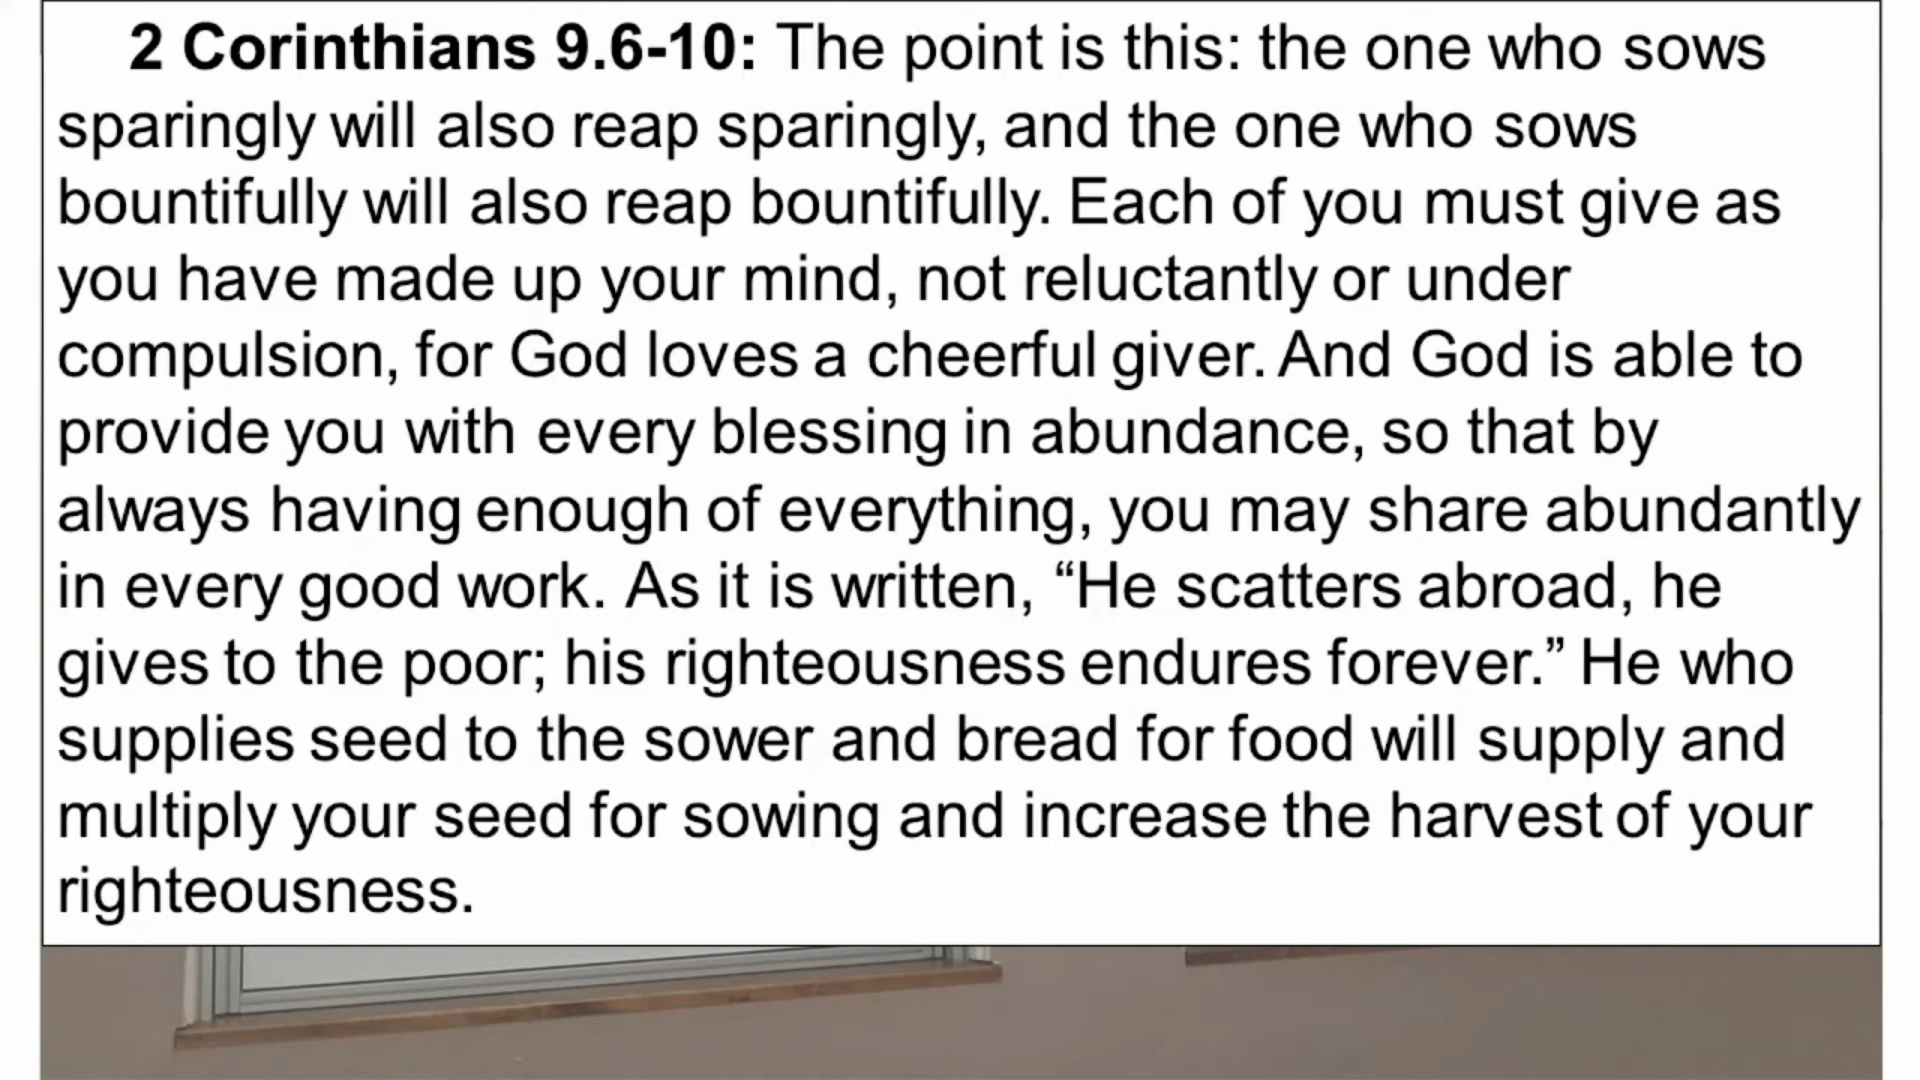 2 Corinthians 9.6-10: The point is this: the one who sows
sparingly will also reap sparingly, and the one who sows
bountifully will also reap bountifully. Each of you must give as
you have made up your mind, not reluctantly or under
compulsion, for God loves a cheerful giver. And God is able to
provide you with every blessing in abundance, so that by
always having enough of everything, you may share abundantly
in every good work. As it is written, “He scatters abroad, he
gives to the poor; his righteousness endures forever.” He who
supplies seed to the sower and bread for food will supply and
multiply your seed for sowing and increase the harvest of your
righteousness.